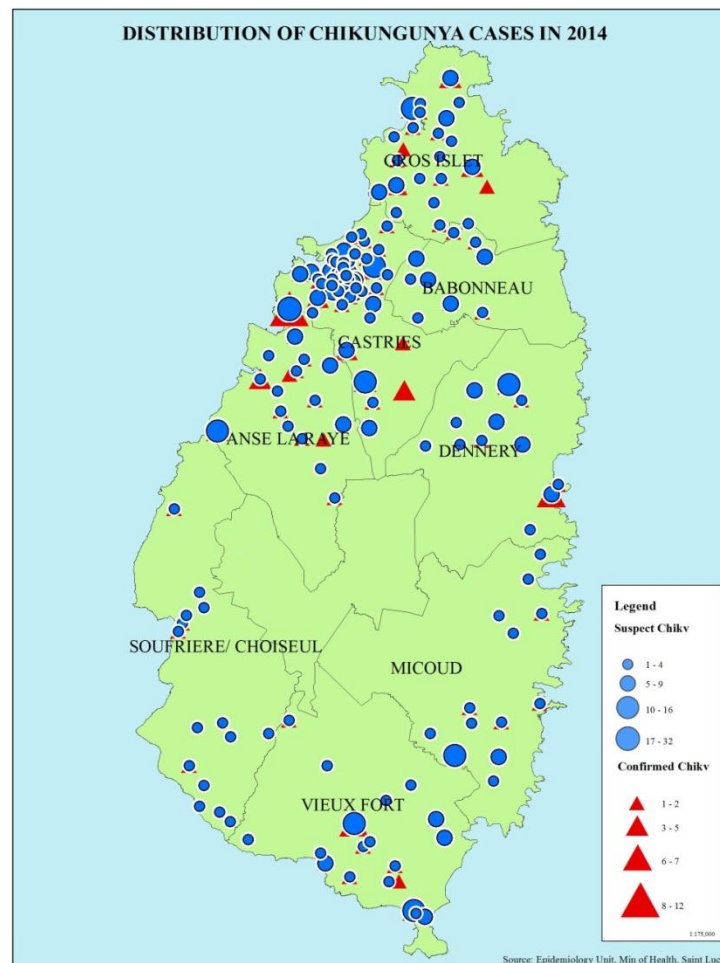 DISTRIBUTION OF CHIKUNGUNYA CASES IN 2014
GROS ISLET
BABONNEAU
CASTRIES
ANSE LA RAYE
DENNERY
SOUFRIERE/ CHOISEUL
MICOUD
VIEUX FORT
Legend
Suspect Chikv
1 - 4
5 - 9
10 - 16
17 - 32
Confirmed Chikv
1 - 2
3 - 5
6 - 7
8 - 12
1:175,000
Source: Epidemiology Unit, Min of Health, Saint Luc